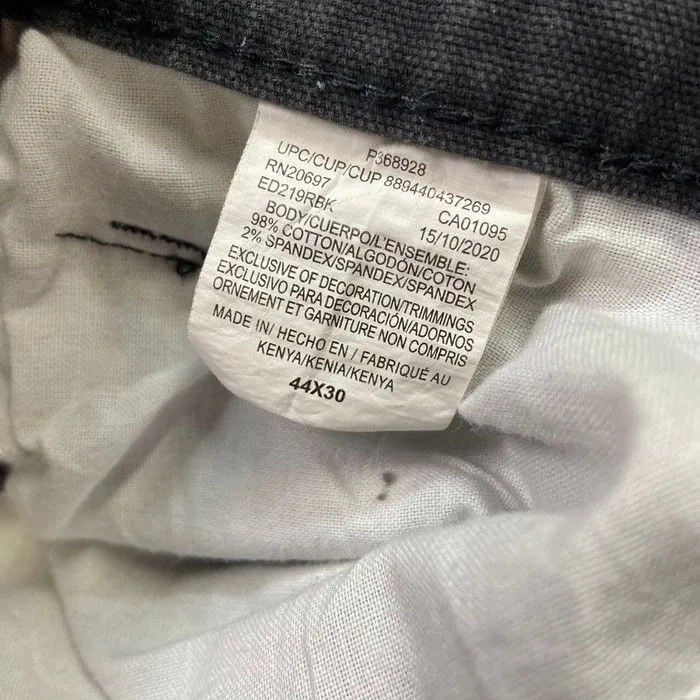 P368928
UPC/CUP/CUP 889440437269
RN20697 CA01095
ED219RBK 15/10/2020
BODY/CUERPO/L'ENSEMBLE:
98% COTTON/ALGODÓN/COTON
2% SPANDEX/SPANDEX/SPANDEX
EXCLUSIVE OF DECORATION/TRIMMINGS
EXCLUSIVO PARA DECORACIÓN/ADORNOS
ORNEMENT ET GARNITURE NON COMPRIS
MADE IN/ HECHO EN / FABRIQUÉ AU
KENYA/KENIA/KENYA
44X30